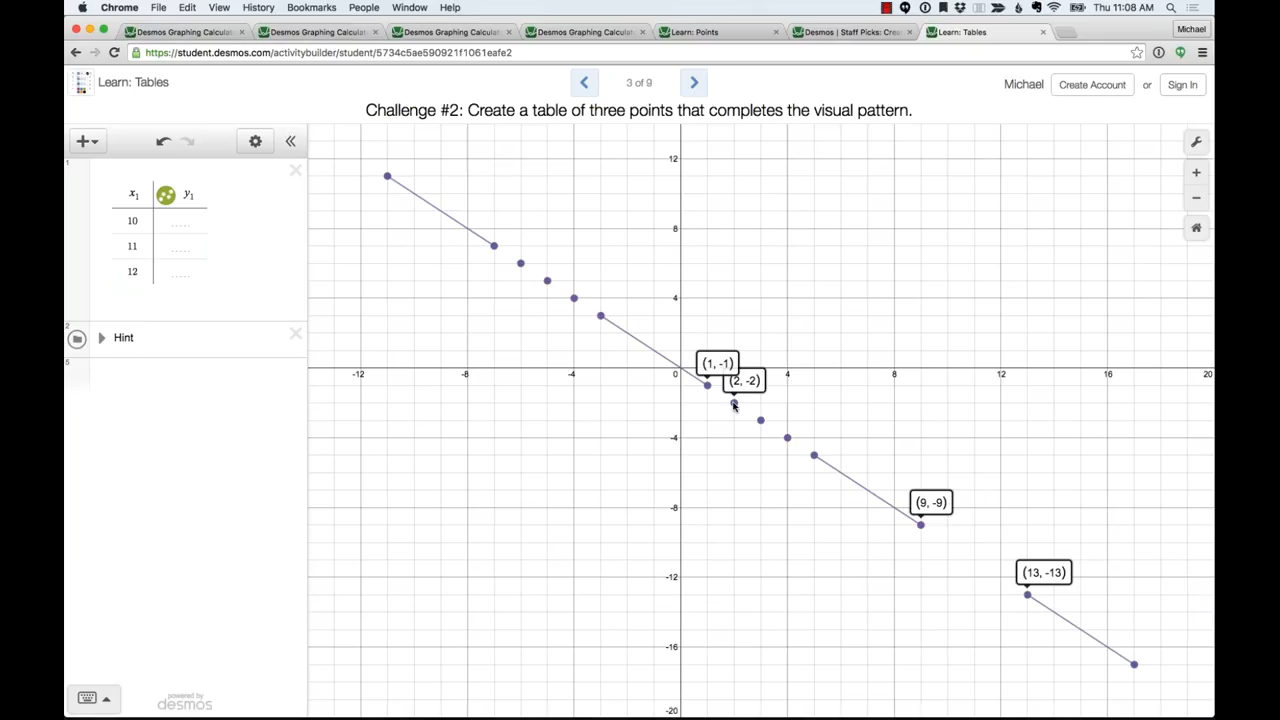 Chrome File Edit View History Bookmarks People Window Help Thu 11:08 AM
Desmos Graphing Calculat Desmos Graphing Calculat Desmos Graphing Calculat Desmos Graphing Calculat Learn: Points Desmos | Staff Picks: Crea Learn: Tables Michael
https://student.desmos.com/activitybuilder/student/5734c5ae590921f1061eafe2
Learn: Tables 3 of 9 Michael Create Account or Sign In
Challenge #2: Create a table of three points that completes the visual pattern.
1
x₁ y₁
10
11
12
2
Hint
5
12
8
4
-12 -8 -4 0 4 8 12 16 20
-4
-8
-12
-16
-20
(1, -1)
(2, -2)
(9, -9)
(13, -13)
powered by
desmos